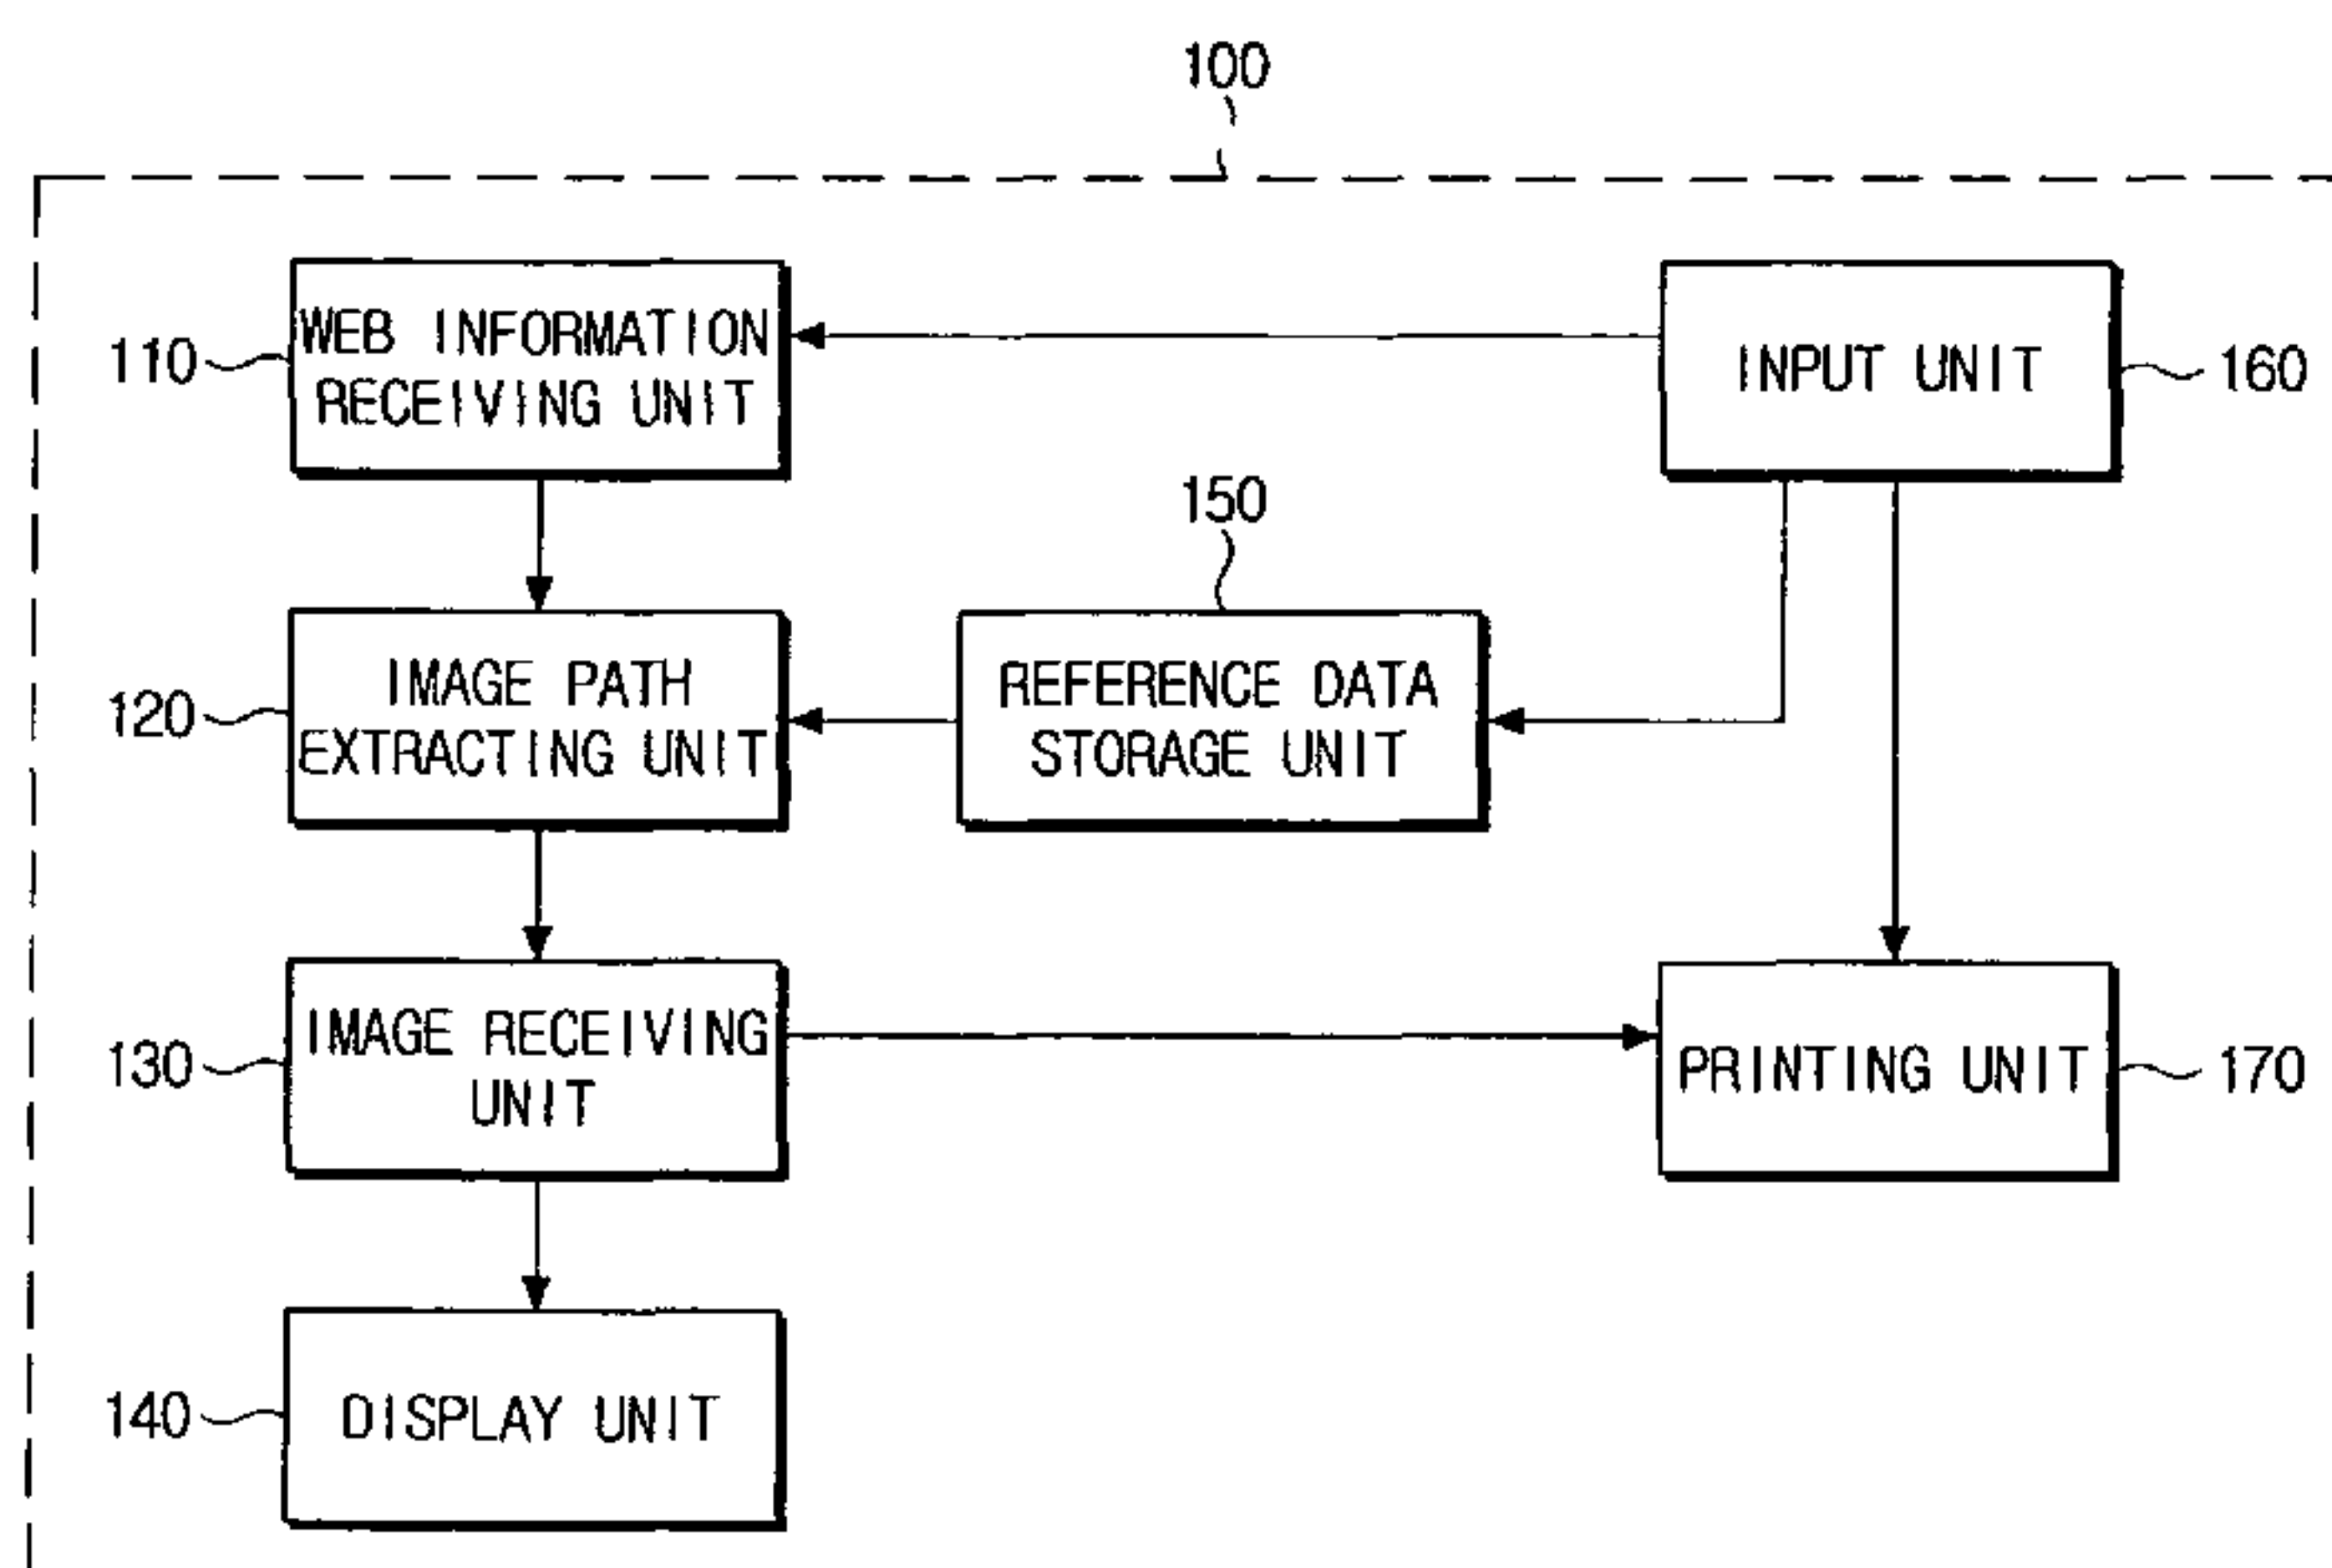 100
110
WEB INFORMATION
RECEIVING UNIT
INPUT UNIT
160
150
120
IMAGE PATH
EXTRACTING UNIT
REFERENCE DATA
STORAGE UNIT
130
IMAGE RECEIVING
UNIT
PRINTING UNIT
170
140
DISPLAY UNIT